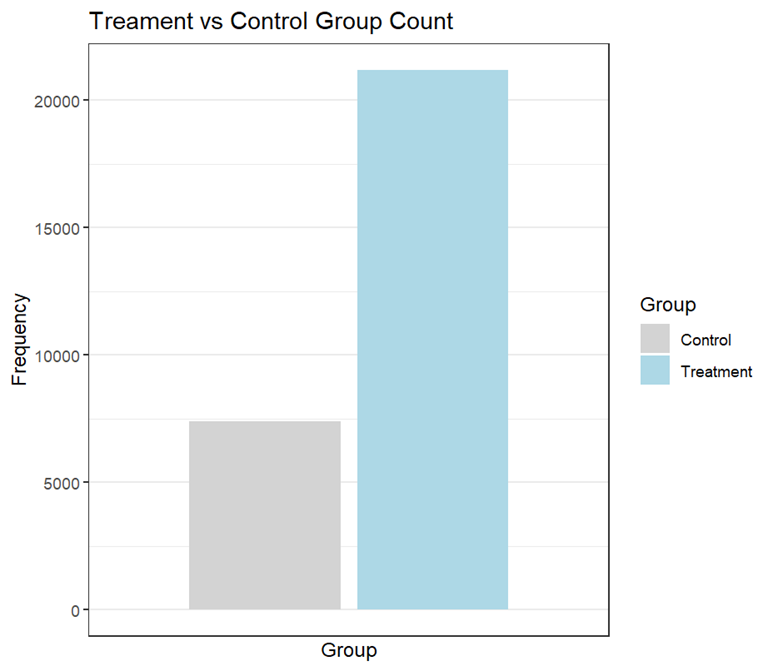 Treament vs Control Group Count
Frequency
20000
15000
10000
5000
0
Group
Group
Control
Treatment